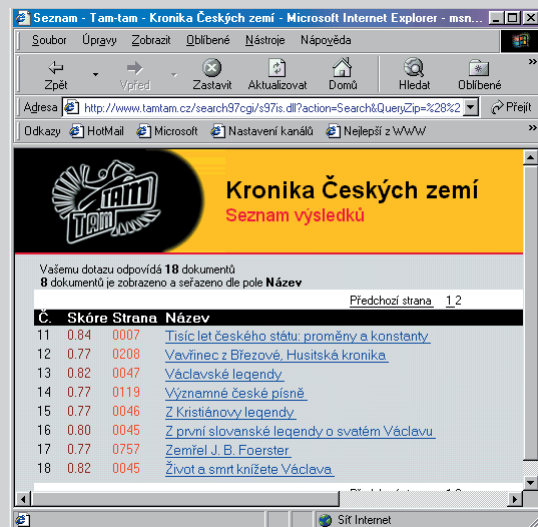 Seznam - Tam-tam - Kronika Českých zemí - Microsoft Internet Explorer - msn...
Soubor Úpravy Zobrazit Oblíbené Nástroje Nápověda
Zpět Vpřed Zastavit Aktualizovat Domů Hledat Oblíbené »
Adresa http://www.tamtam.cz/search97cgi/s97is.dll?action=Search&QueryZip=%28%2 Přejít
Odkazy HotMail Microsoft Nastavení kanálů Nejlepší z WWW »
TAM
TAM
Kronika Českých zemí
Seznam výsledků
Vašemu dotazu odpovídá 18 dokumentů
8 dokumentů je zobrazeno a seřazeno dle pole Název
Předchozí strana 1 2
Č. Skóre Strana Název
11 0.84 0007 Tisíc let českého státu: proměny a konstanty
12 0.77 0208 Vavřinec z Březové, Husitská kronika
13 0.82 0047 Václavské legendy
14 0.77 0119 Významné české písně
15 0.77 0046 Z Kristiánovy legendy
16 0.80 0045 Z první slovanské legendy o svatém Václavu
17 0.77 0757 Zemřel J. B. Foerster
18 0.82 0045 Život a smrt knížete Václava
Předchozí strana 1 2
Síť Internet